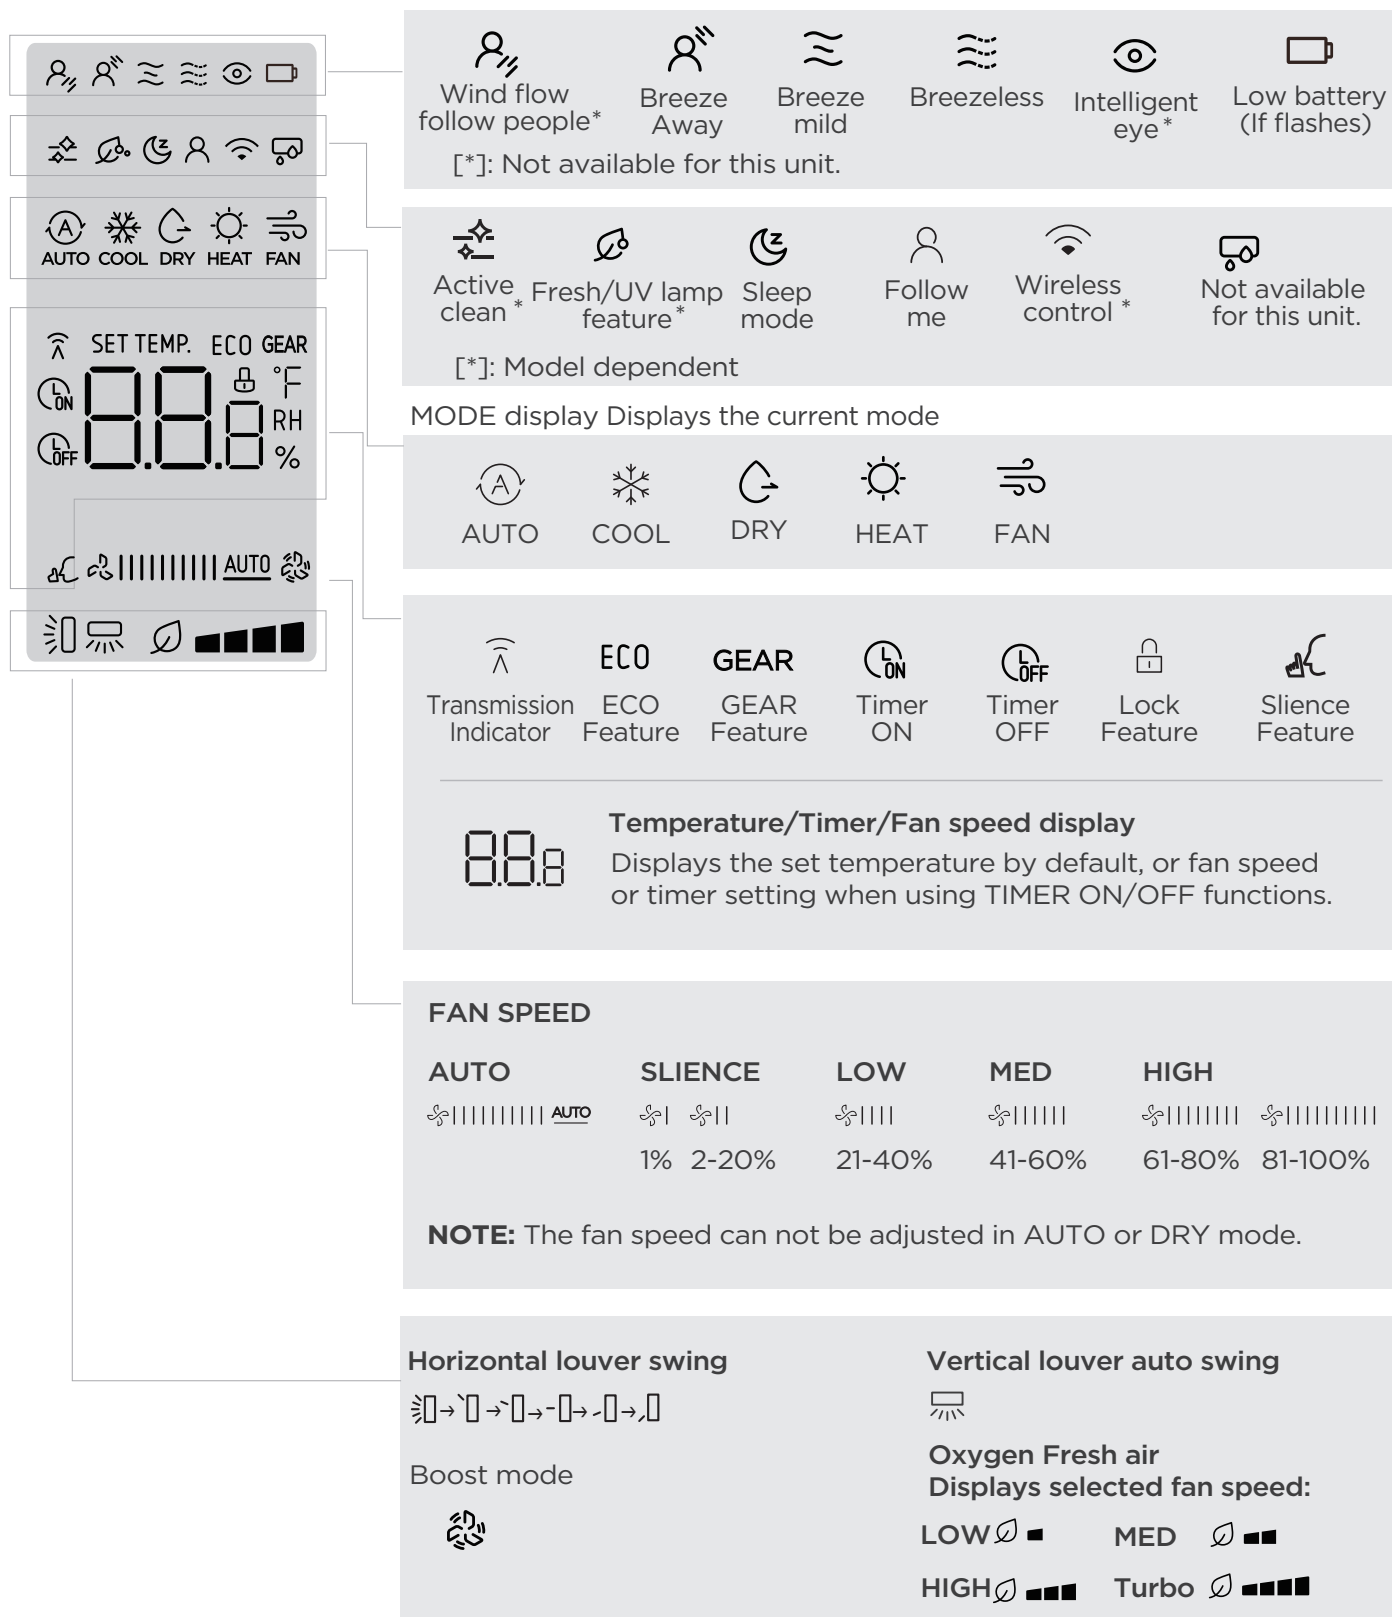 Wind flow
follow people*
Breeze
Away
Breeze
mild
Breezeless
Intelligent
eye*
Low battery
(If flashes)
[*]: Not available for this unit.
AUTO COOL DRY HEAT FAN
Active
clean*
Fresh/UV lamp
feature*
Sleep
mode
Follow
me
Wireless
control*
Not available
for this unit.
[*]: Model dependent
SET TEMP. ECO GEAR
ON
88.8
°F
RH
OFF
%
AUTO
MODE display Displays the current mode
A
AUTO COOL DRY HEAT FAN
ECO GEAR ON OFF
Transmission
Indicator
ECO
Feature
GEAR
Feature
Timer
ON
Timer
OFF
Lock
Feature
Slience
Feature
Temperature/Timer/Fan speed display
8.8.8
Displays the set temperature by default, or fan speed
or timer setting when using TIMER ON/OFF functions.
FAN SPEED
AUTO SLIENCE LOW MED HIGH
AUTO
1% 2-20% 21-40% 41-60% 61-80% 81-100%
NOTE: The fan speed can not be adjusted in AUTO or DRY mode.
Horizontal louver swing
Boost mode
Vertical louver auto swing
Oxygen Fresh air
Displays selected fan speed:
LOW MED
HIGH Turbo